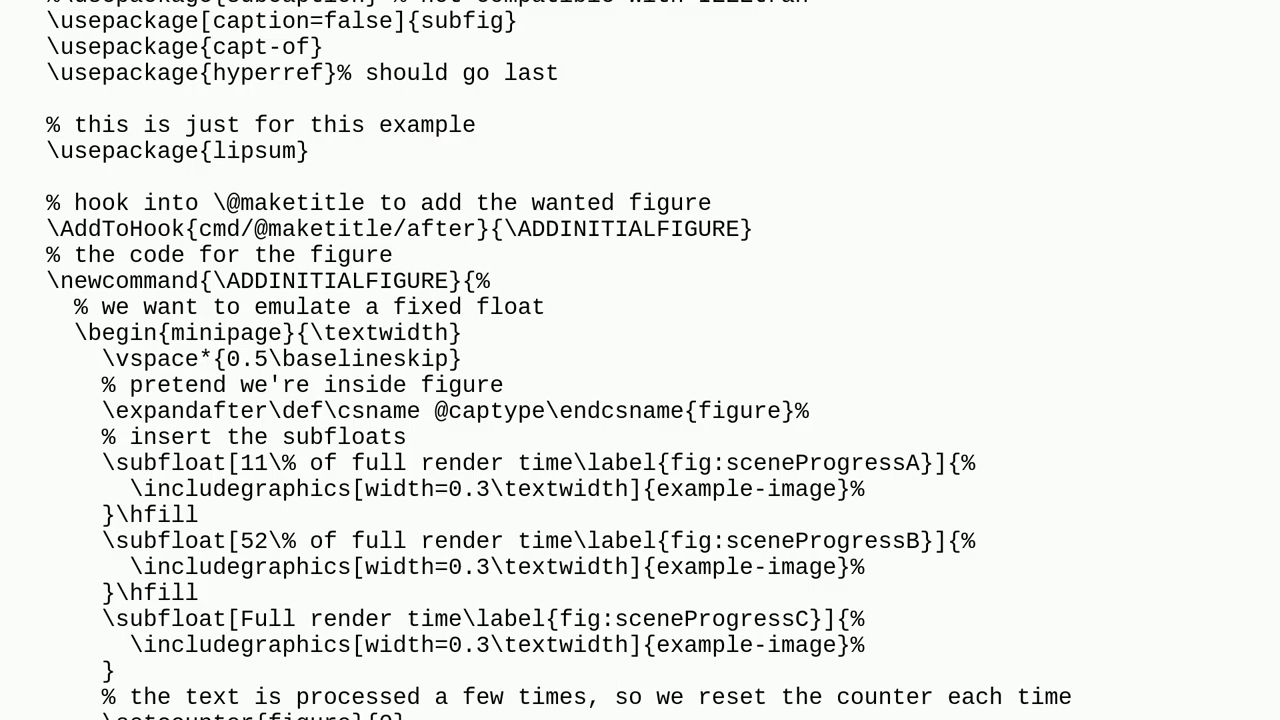 \usepackage[caption=false]{subfig}
\usepackage{capt-of}
\usepackage{hyperref}% should go last
% this is just for this example
\usepackage{lipsum}
% hook into \@maketitle to add the wanted figure
\AddToHook{cmd/@maketitle/after}{\ADDINITIALFIGURE}
% the code for the figure
\newcommand{\ADDINITIALFIGURE}{%
  % we want to emulate a fixed float
  \begin{minipage}{\textwidth}
    \vspace*{0.5\baselineskip}
    % pretend we're inside figure
    \expandafter\def\csname @captype\endcsname{figure}%
    % insert the subfloats
    \subfloat[11\% of full render time\label{fig:sceneProgressA}]{%
      \includegraphics[width=0.3\textwidth]{example-image}%
    }\hfill
    \subfloat[52\% of full render time\label{fig:sceneProgressB}]{%
      \includegraphics[width=0.3\textwidth]{example-image}%
    }\hfill
    \subfloat[Full render time\label{fig:sceneProgressC}]{%
      \includegraphics[width=0.3\textwidth]{example-image}%
    }
    % the text is processed a few times, so we reset the counter each time